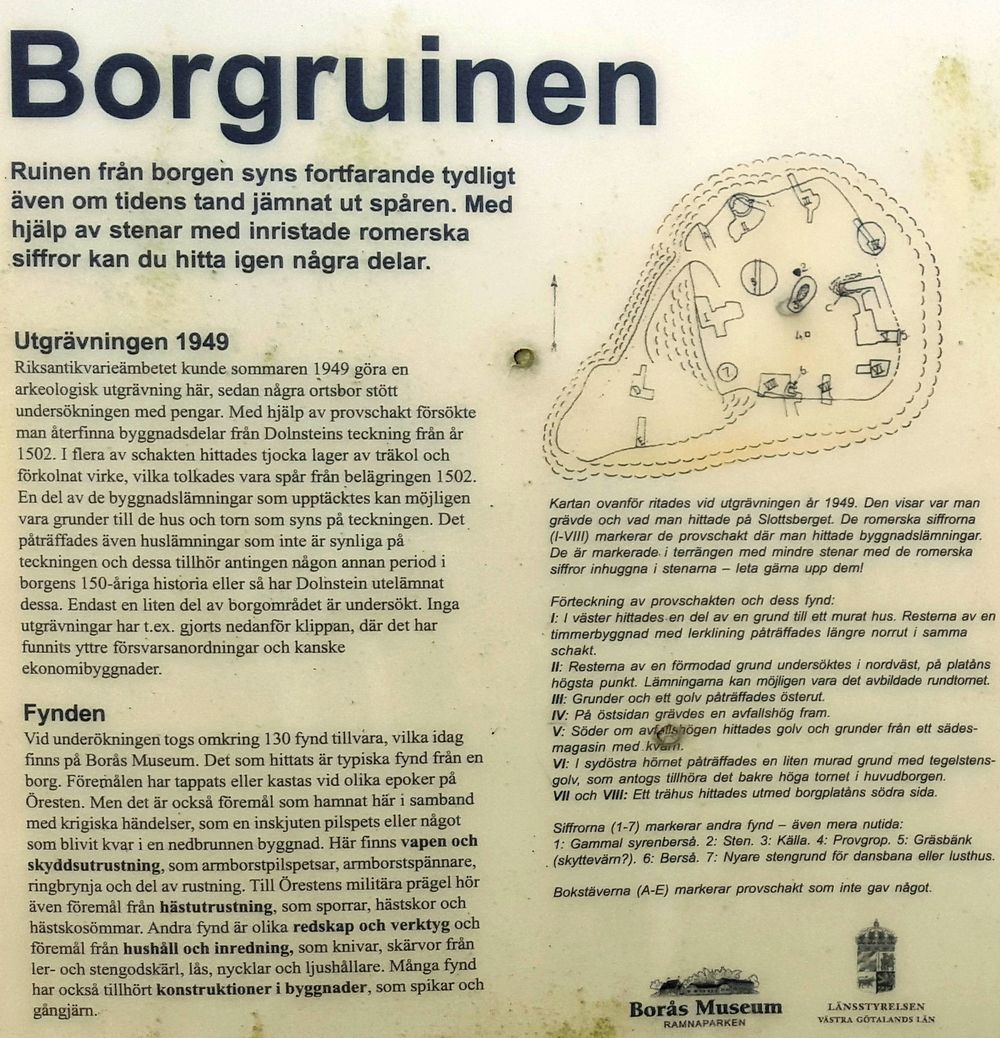 Borgruinen
Ruinen från borgen syns fortfarande tydligt
även om tidens tand jämnat ut spåren. Med
hjälp av stenar med inristade romerska
siffror kan du hitta igen några delar.
Utgrävningen 1949
Riksantikvarieämbetet kunde sommaren 1949 göra en
arkeologisk utgrävning här, sedan några ortsbor stött
undersökningen med pengar. Med hjälp av provschakt försökte
man återfinna byggnadsdelar från Dolnsteins teckning från år
1502. I flera av schakten hittades tjocka lager av träkol och
förkolnat virke, vilka tolkades vara spår från belägringen 1502.
En del av de byggnadslämningar som upptäcktes kan möjligen
vara grunder till de hus och torn som syns på teckningen. Det
påträffades även huslämningar som inte är synliga på
teckningen och dessa tillhör antingen någon annan period i
borgens 150-åriga historia eller så har Dolnstein utelämnat
dessa. Endast en liten del av borgområdet är undersökt. Inga
utgrävningar har t.ex. gjorts nedanför klippan, där det har
funnits yttre försvarsanordningar och kanske
ekonomibyggnader.
Fynden
Vid underökningen togs omkring 130 fynd tillvara, vilka idag
finns på Borås Museum. Det som hittats är typiska fynd från en
borg. Föremålen har tappats eller kastas vid olika epoker på
Öresten. Men det är också föremål som hamnat här i samband
med krigiska händelser, som en inskjuten pilspets eller något
som blivit kvar i en nedbrunnen byggnad. Här finns vapen och
skyddsutrustning, som armborstpilspetsar, armborstspännare,
ringbrynja och del av rustning. Till Örestens militära prägel hör
även föremål från hästutrustning, som sporrar, hästskor och
hästskosömmar. Andra fynd är olika redskap och verktyg och
föremål från hushåll och inredning, som knivar, skärvor från
ler- och stengodskärl, lås, nycklar och ljushållare. Många fynd
har också tillhört konstruktioner i byggnader, som spikar och
gångjärn.
Kartan ovanför ritades vid utgrävningen år 1949. Den visar var man
grävde och vad man hittade på Slottsberget. De romerska siffrorna
(I-VIII) markerar de provschakt där man hittade byggnadslämningar.
De är markerade i terrängen med mindre stenar med de romerska
siffror inhuggna i stenarna – leta gärna upp dem!
Förteckning av provschakten och dess fynd:
I: I väster hittades en del av en grund till ett murat hus. Resterna av en
timmerbyggnad med lerklining påträffades längre norrut i samma
schakt.
II: Resterna av en förmodad grund undersöktes i nordväst, på platåns
högsta punkt. Lämningarna kan möjligen vara det avbildade rundtornet.
III: Grunder och ett golv påträffades österut.
IV: På östsidan grävdes en avfallshög fram.
V: Söder om avfallshögen hittades golv och grunder från ett sädes-
magasin med kvarn.
VI: I sydöstra hörnet påträffades en liten murad grund med tegelstens-
golv, som antogs tillhöra det bakre höga tornet i huvudborgen.
VII och VIII: Ett trähus hittades utmed borgplatåns södra sida.
Siffrorna (1-7) markerar andra fynd – även mera nutida:
1: Gammal syrenberså. 2: Sten. 3: Källa. 4: Provgrop. 5: Gräsbänk
(skyttevärn?). 6: Berså. 7: Nyare stengrund för dansbana eller lusthus.
Bokstäverna (A-E) markerar provschakt som inte gav något.
Borås Museum
RAMNAPARKEN
LÄNSSTYRELSEN
VÄSTRA GÖTALANDS LÄN